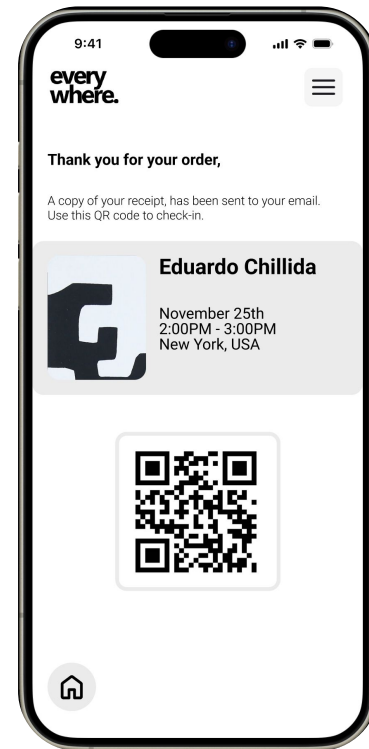 9:41
every
where.
Thank you for your order,
A copy of your receipt, has been sent to your email.
Use this QR code to check-in.
Eduardo Chillida
November 25th
2:00PM - 3:00PM
New York, USA